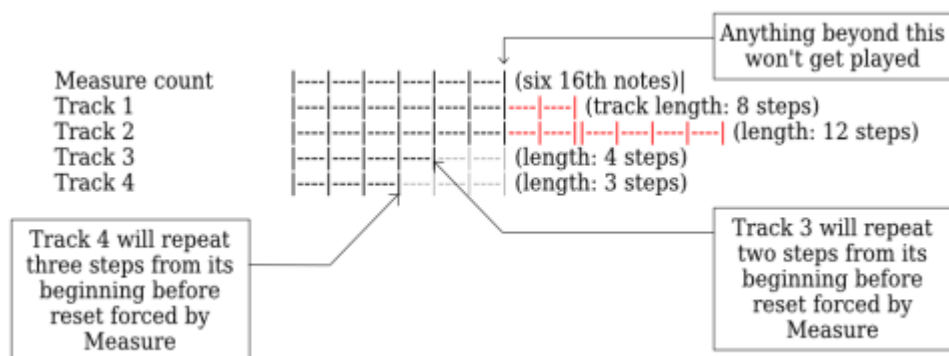 Anything beyond this
won't get played
Measure count |----|----|----|----|----|----| (six 16th notes)|
Track 1 |----|----|----|----|----|----|----|----| (track length: 8 steps)
Track 2 |----|----|----|----|----|----|----|----||----|----|----|----| (length: 12 steps)
Track 3 |----|----|----|----|----|----| (length: 4 steps)
Track 4 |----|----|----|----|----|----| (length: 3 steps)
Track 4 will repeat
three steps from its
beginning before
reset forced by
Measure
Track 3 will repeat
two steps from its
beginning before
reset forced by
Measure